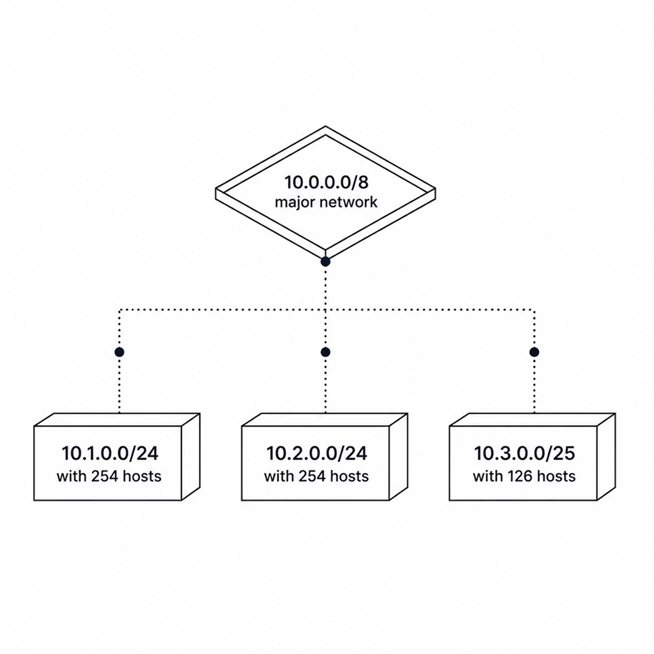 10.0.0.0/8
major network
10.1.0.0/24
with 254 hosts
10.2.0.0/24
with 254 hosts
10.3.0.0/25
with 126 hosts